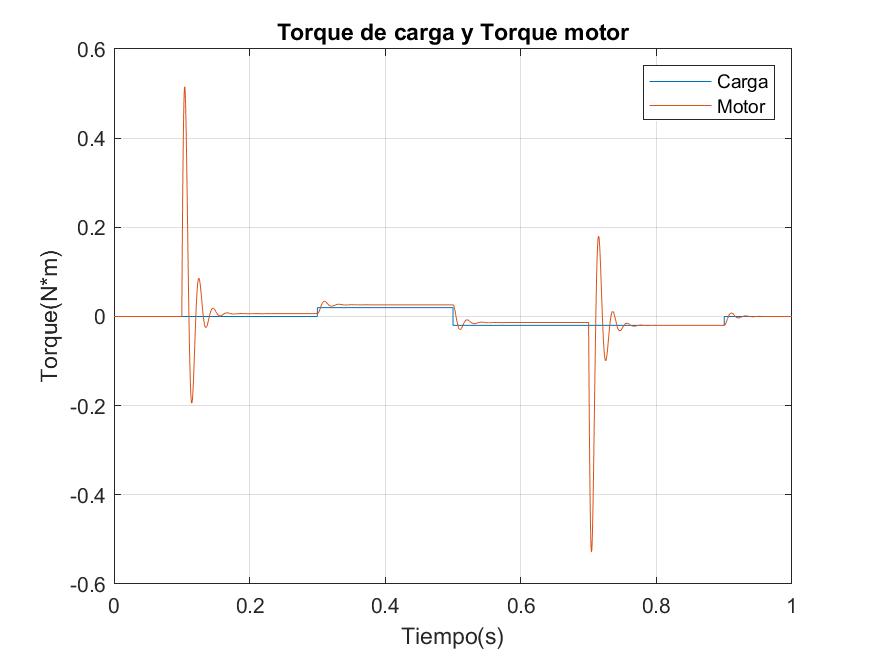 Torque de carga y Torque motor
Carga
Motor
0.6
0.4
0.2
0
-0.2
-0.4
-0.6
Torque(N*m)
0 0.2 0.4 0.6 0.8 1
Tiempo(s)